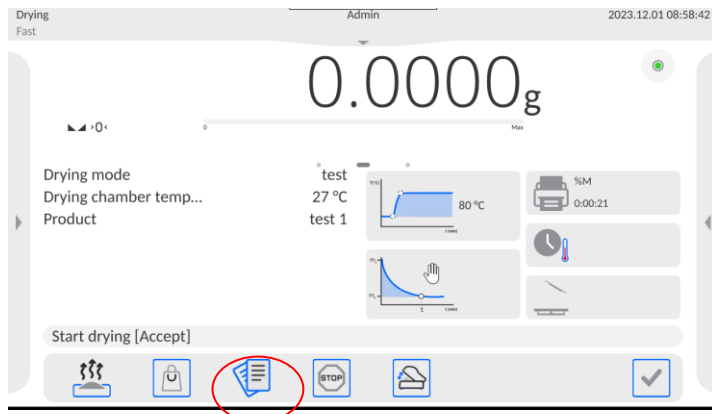 Drying
Admin
2023.12.01 08:58:42
Fast
0.0000g
›0‹
0
Max
Drying mode test
Drying chamber temp... 27 °C
Product test 1
80 °C
%M
0:00:21
Start drying [Accept]
STOP